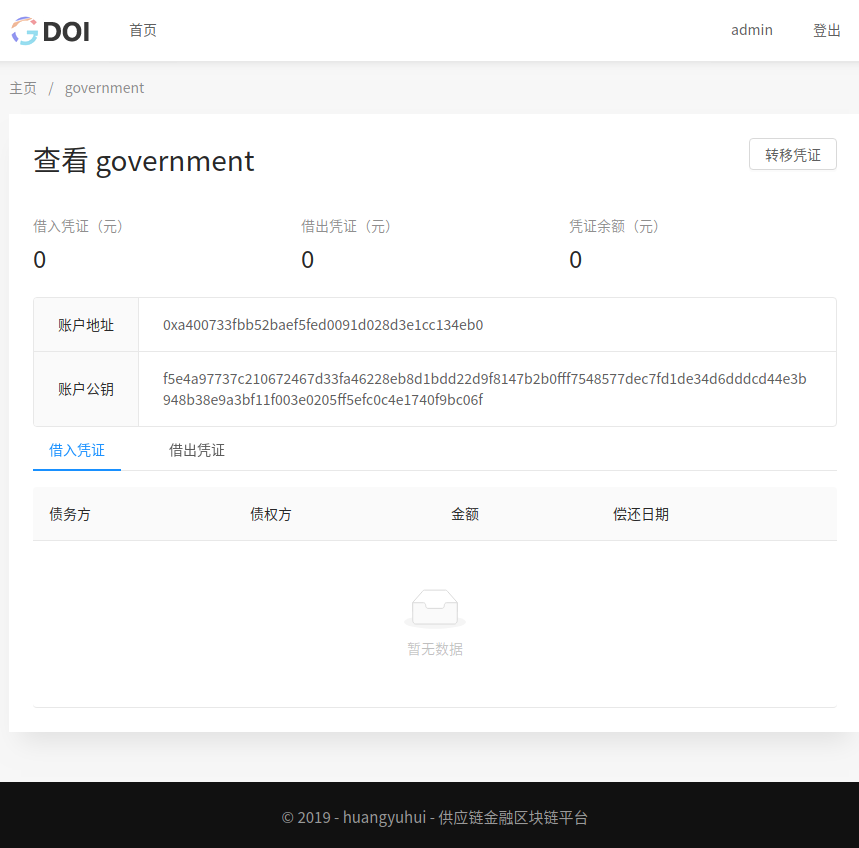 DOI 首页 admin 登出
主页 / government
查看 government 转移凭证
借入凭证（元） 借出凭证（元） 凭证余额（元）
0 0 0
账户地址 0xa400733fbb52baef5fed0091d028d3e1cc134eb0
账户公钥 f5e4a97737c210672467d33fa46228eb8d1bdd22d9f8147b2b0fff7548577dec7fd1de34d6dddcd44e3b
948b38e9a3bf11f003e0205ff5efc0c4e1740f9bc06f
借入凭证 借出凭证
债务方 债权方 金额 偿还日期
暂无数据
© 2019 - huangyuhui - 供应链金融区块链平台